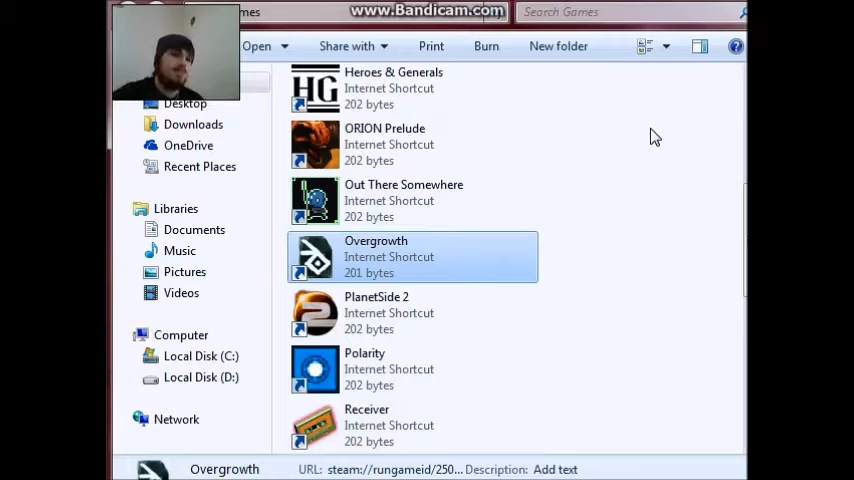 www.Bandicam.com
mes
Search Games
Open
Share with
Print
Burn
New folder
Desktop
Downloads
OneDrive
Recent Places
Libraries
Documents
Music
Pictures
Videos
Computer
Local Disk (C:)
Local Disk (D:)
Network
HG
Heroes & Generals
Internet Shortcut
202 bytes
ORION Prelude
Internet Shortcut
202 bytes
Out There Somewhere
Internet Shortcut
202 bytes
Overgrowth
Internet Shortcut
201 bytes
2
PlanetSide 2
Internet Shortcut
202 bytes
Polarity
Internet Shortcut
202 bytes
Receiver
Internet Shortcut
202 bytes
Overgrowth
URL: steam://rungameid/250... Description: Add text